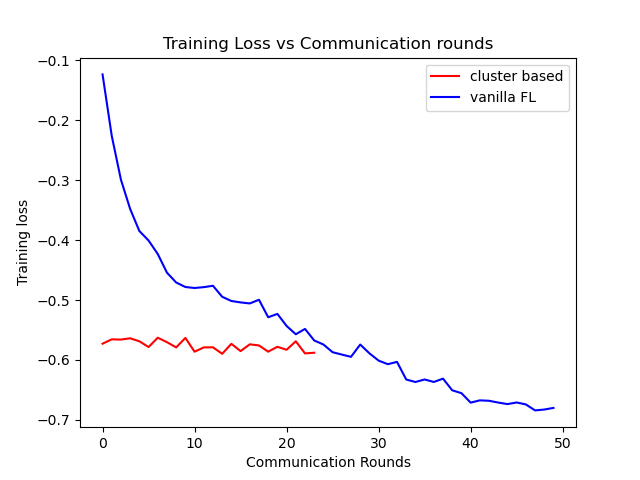 Training Loss vs Communication rounds
cluster based
vanilla FL
−0.1
−0.2
−0.3
−0.4
−0.5
−0.6
−0.7
Training loss
0 10 20 30 40 50
Communication Rounds